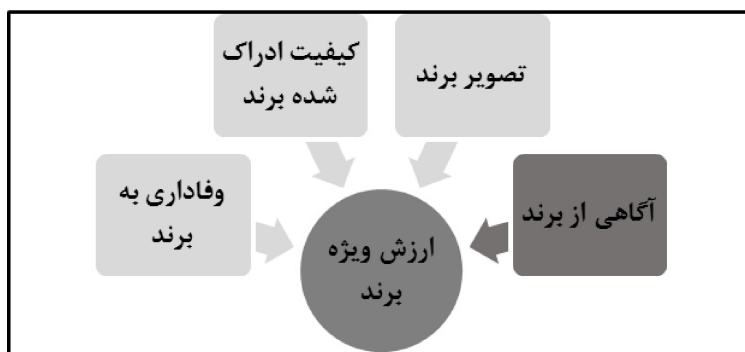 تصویر برند
کیفیت ادراک
شده برند
آگاهی از برند
وفاداری به
برند
ارزش ویژه
برند